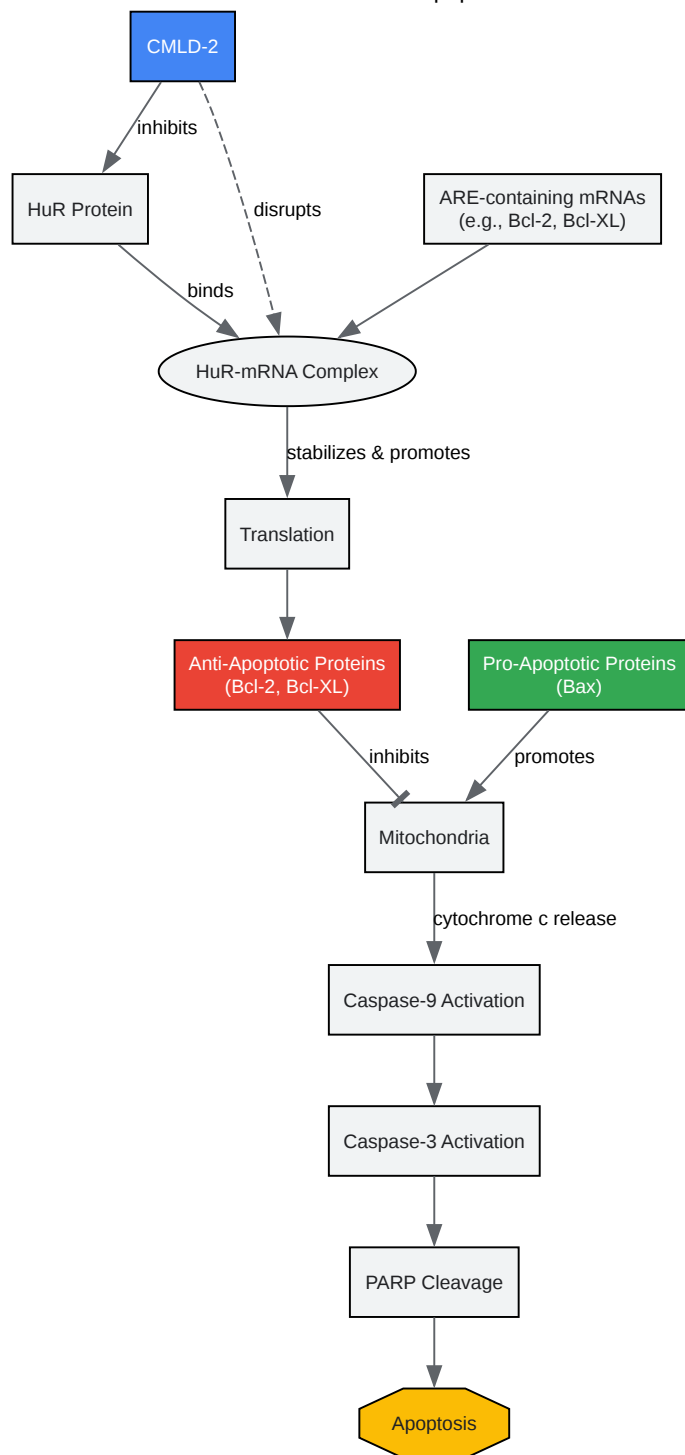 CMLD-2
inhibits
HuR Protein
disrupts
ARE-containing mRNAs
(e.g., Bcl-2, Bcl-XL)
binds
HuR-mRNA Complex
stabilizes & promotes
Translation
Anti-Apoptotic Proteins
(Bcl-2, Bcl-XL)
Pro-Apoptotic Proteins
(Bax)
inhibits
promotes
Mitochondria
cytochrome c release
Caspase-9 Activation
Caspase-3 Activation
PARP Cleavage
Apoptosis